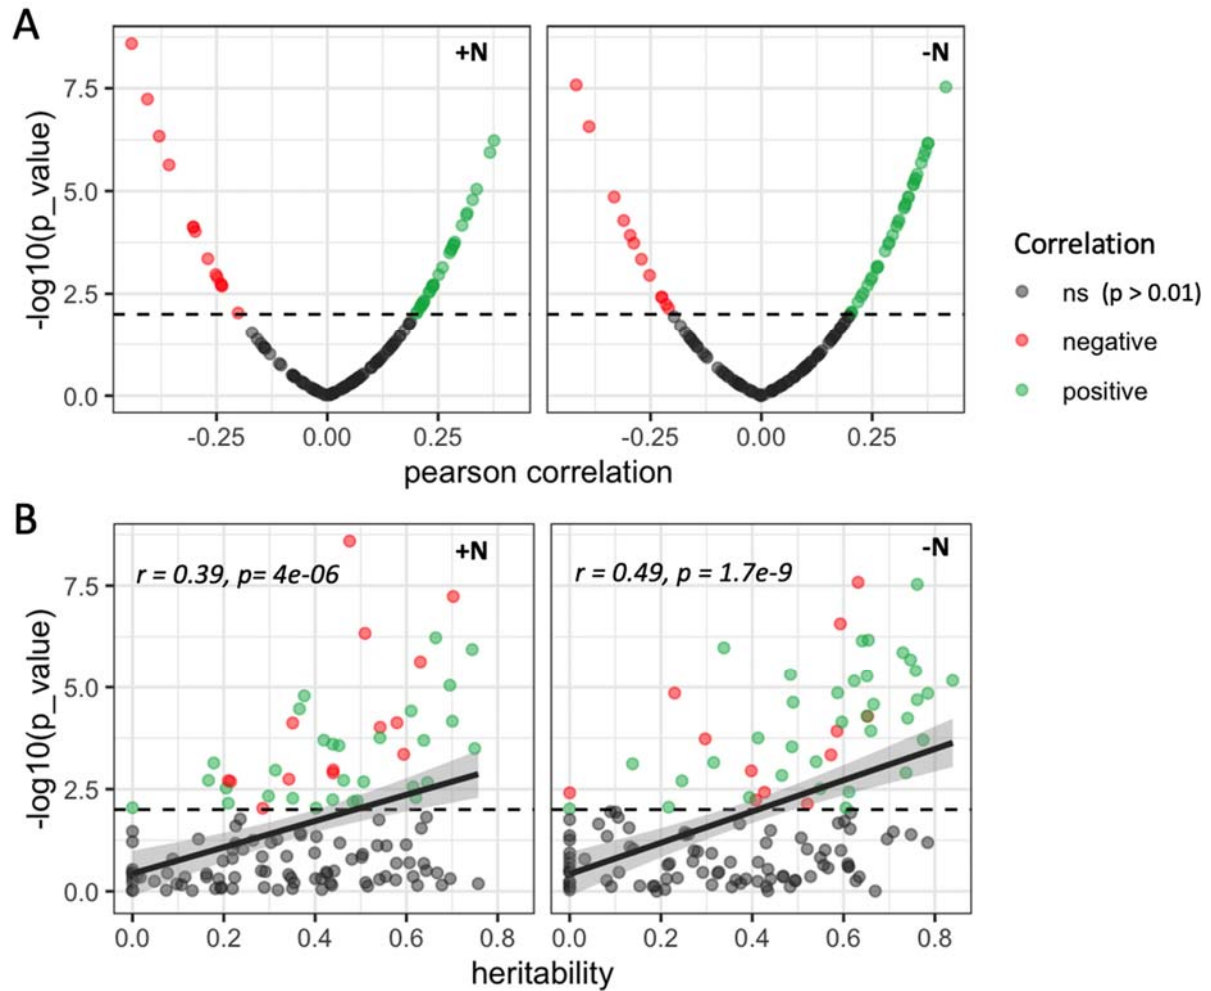 A
+N
-N
-log10(p_value)
7.5
5.0
2.5
0.0
-0.25
0.00
0.25
-0.25
0.00
0.25
pearson correlation
Correlation
ns (p > 0.01)
negative
positive
B
+N
-N
r = 0.39, p= 4e-06
r = 0.49, p = 1.7e-9
-log10(p_value)
7.5
5.0
2.5
0.0
0.0
0.2
0.4
0.6
0.8
0.0
0.2
0.4
0.6
0.8
heritability